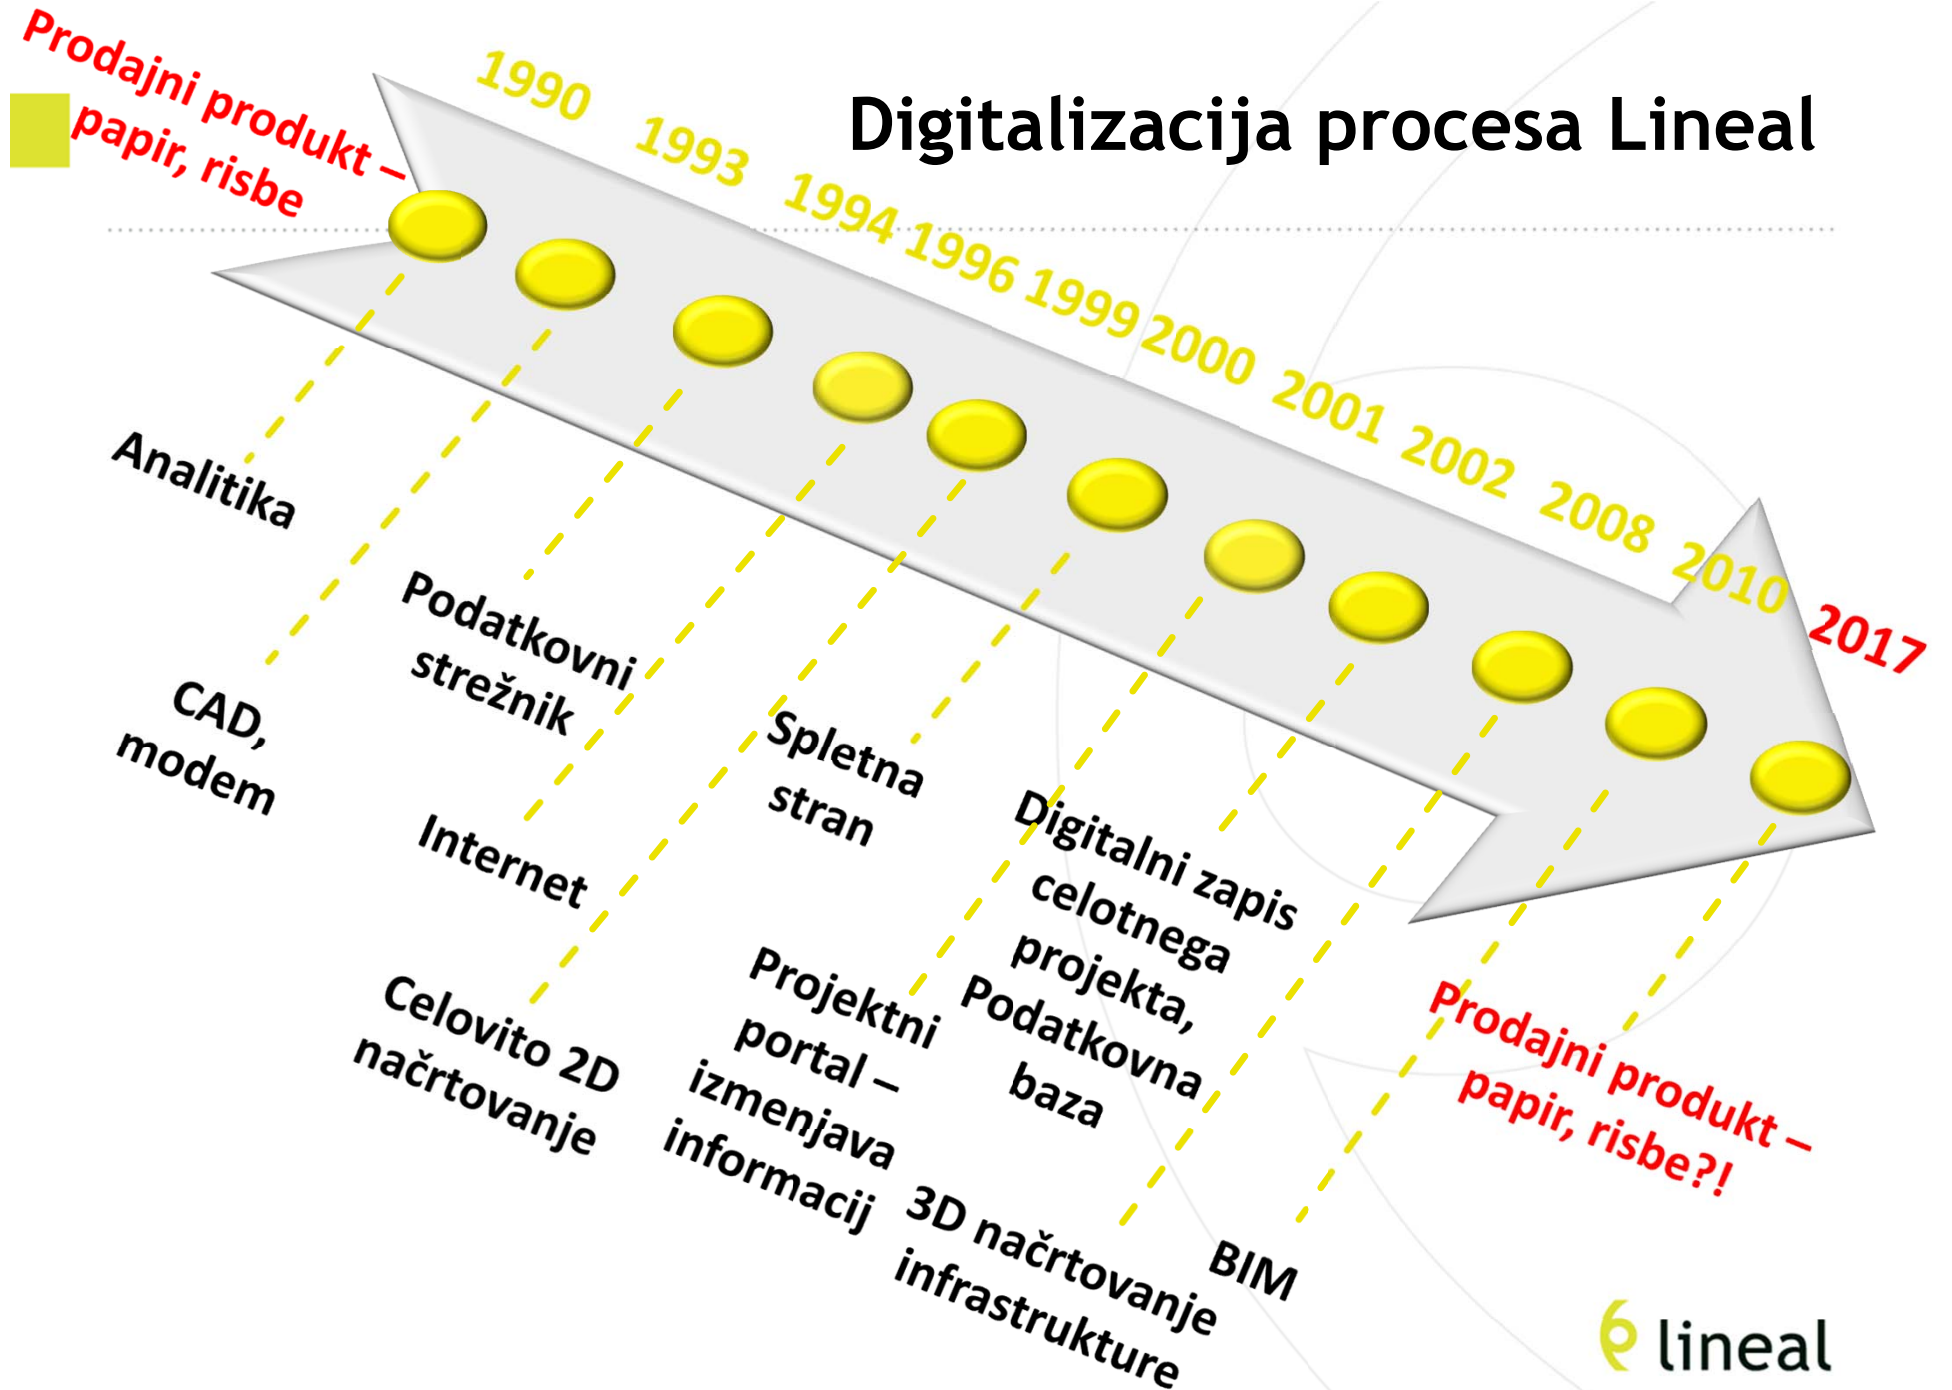 Digitalizacija procesa Lineal
Prodajni produkt –
papir, risbe
1990
1993
1994
1996
1999
2000
2001
2002
2008
2010
2017
Analitika
CAD,
modem
Podatkovni
strežnik
Internet
Celovito 2D
načrtovanje
Spletna
stran
Projektni
portal –
izmenjava
informacij
Digitalni zapis
celotnega
projekta,
Podatkovna
baza
3D načrtovanje
infrastrukture
BIM
Prodajni produkt –
papir, risbe?!
lineal